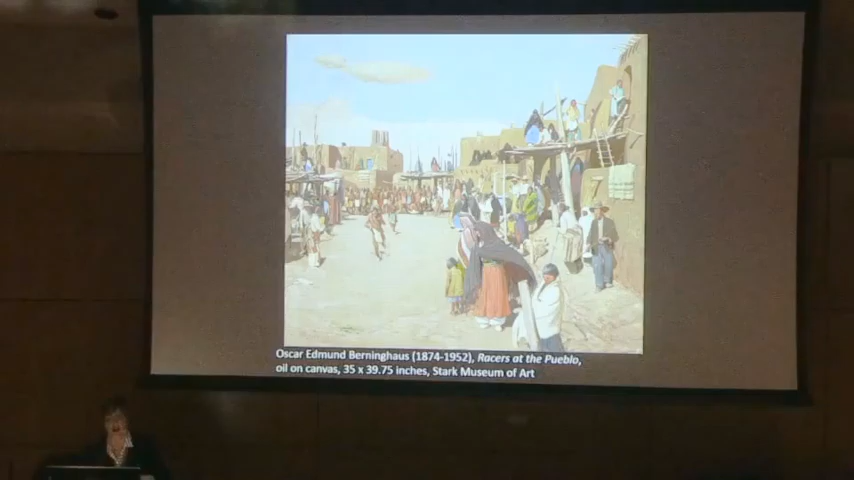 Oscar Edmund Berninghaus (1874-1952), Racers at the Pueblo,
oil on canvas, 35 x 39.75 inches, Stark Museum of Art